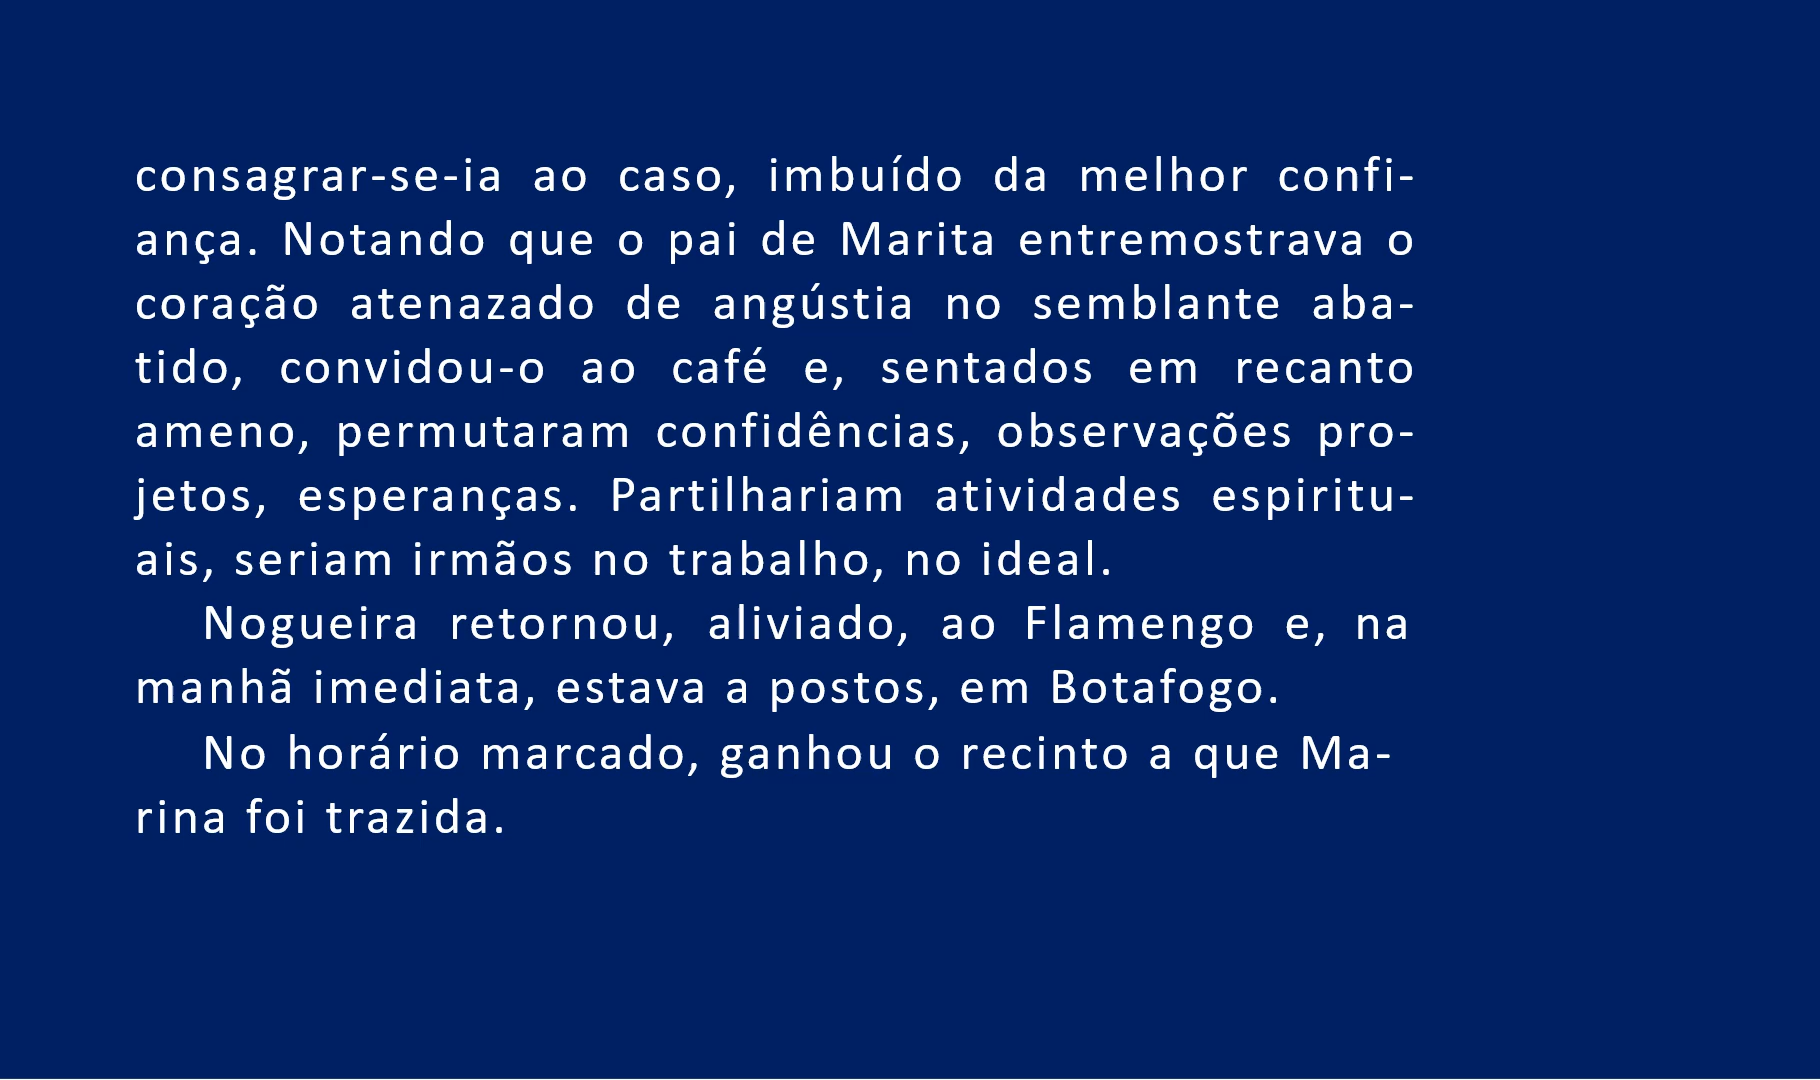 consagrar-se-ia ao caso, imbuído da melhor confi-
ança. Notando que o pai de Marita entremostrava o
coração atenazado de angústia no semblante aba-
tido, convidou-o ao café e, sentados em recanto
ameno, permutaram confidências, observações pro-
jetos, esperanças. Partilhariam atividades espiritu-
ais, seriam irmãos no trabalho, no ideal.
Nogueira retornou, aliviado, ao Flamengo e, na
manhã imediata, estava a postos, em Botafogo.
No horário marcado, ganhou o recinto a que Ma-
rina foi trazida.